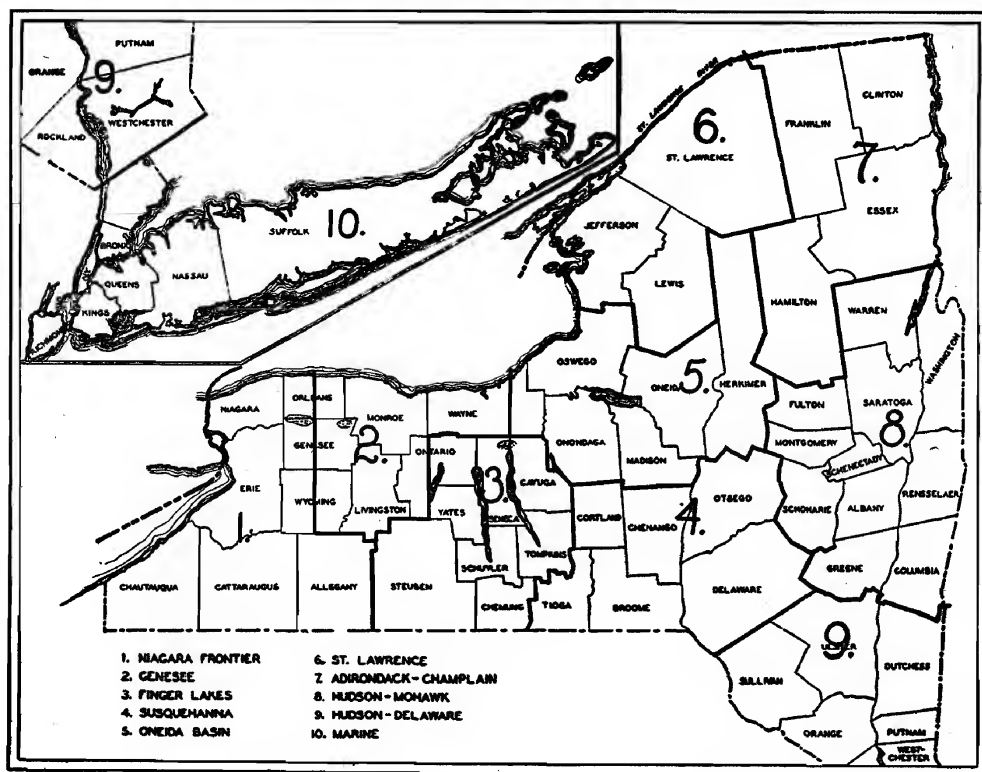 PUTNAM
ORANGE
9.
WESTCHESTER
ROCKLAND
SUFFOLK
10.
BRONX
NASSAU
QUEENS
KINGS
RICHMOND
ST. LAWRENCE RIVER
6.
ST. LAWRENCE
FRANKLIN
CLINTON
7.
ESSEX
JEFFERSON
LEWIS
HAMILTON
WARREN
WASHINGTON
OSWEGO
ONEIDA
5.
HERKIMER
FULTON
SARATOGA
8.
MONTGOMERY
SCHENECTADY
NIAGARA
ORLEANS
MONROE
WAYNE
GENESEE
2.
ONTARIO
3.
CAYUGA
ONONDAGA
MADISON
ERIE
WYOMING
LIVINGSTON
YATES
SENECA
CORTLAND
CHENANGO
4.
OTSEGO
SCHOHARIE
ALBANY
RENSSELAER
SCHUYLER
TOMPKINS
CHAUTAUQUA
CATTARAUGUS
ALLEGANY
STEUBEN
CHEMUNG
TIOGA
BROOME
DELAWARE
GREENE
COLUMBIA
ULSTER
9.
SULLIVAN
DUTCHESS
ORANGE
PUTNAM
WEST-
CHESTER
1. NIAGARA FRONTIER
2. GENESEE
3. FINGER LAKES
4. SUSQUEHANNA
5. ONEIDA BASIN
6. ST. LAWRENCE
7. ADIRONDACK-CHAMPLAIN
8. HUDSON-MOHAWK
9. HUDSON-DELAWARE
10. MARINE